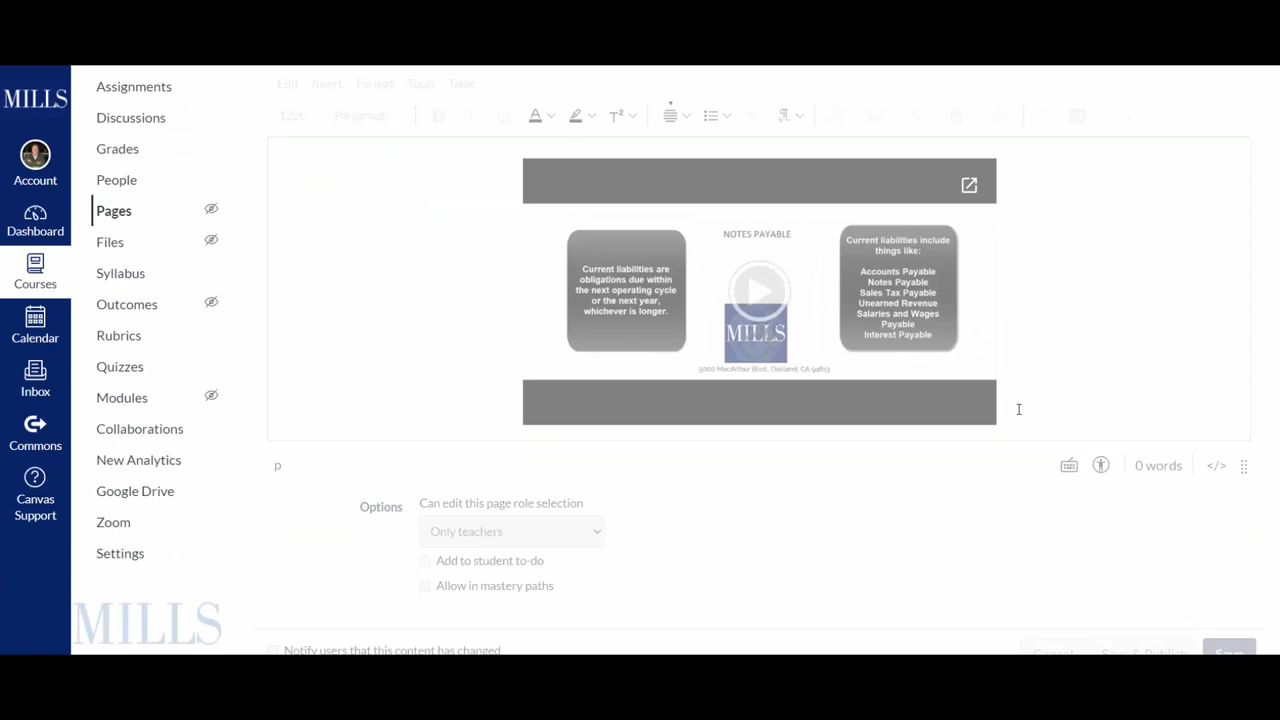 MILLS
Account
Dashboard
Courses
Calendar
Inbox
Commons
Canvas
Support
Assignments
Discussions
Grades
People
Pages
Files
Syllabus
Outcomes
Rubrics
Quizzes
Modules
Collaborations
New Analytics
Google Drive
Zoom
Settings
MILLS
Edit Insert Format Tools Table
12pt Paragraph
NOTES PAYABLE
Current liabilities are
obligations due within
the next operating cycle
or the next year,
whichever is longer.
MILLS
5000 MacArthur Blvd., Oakland, CA 94613
Current liabilities include
things like:
Accounts Payable
Notes Payable
Sales Tax Payable
Unearned Revenue
Salaries and Wages
Payable
Interest Payable
p
0 words
</>
Options
Can edit this page role selection
Only teachers
Add to student to-do
Allow in mastery paths
Notify users that this content has changed
Cancel Save & Publish Save